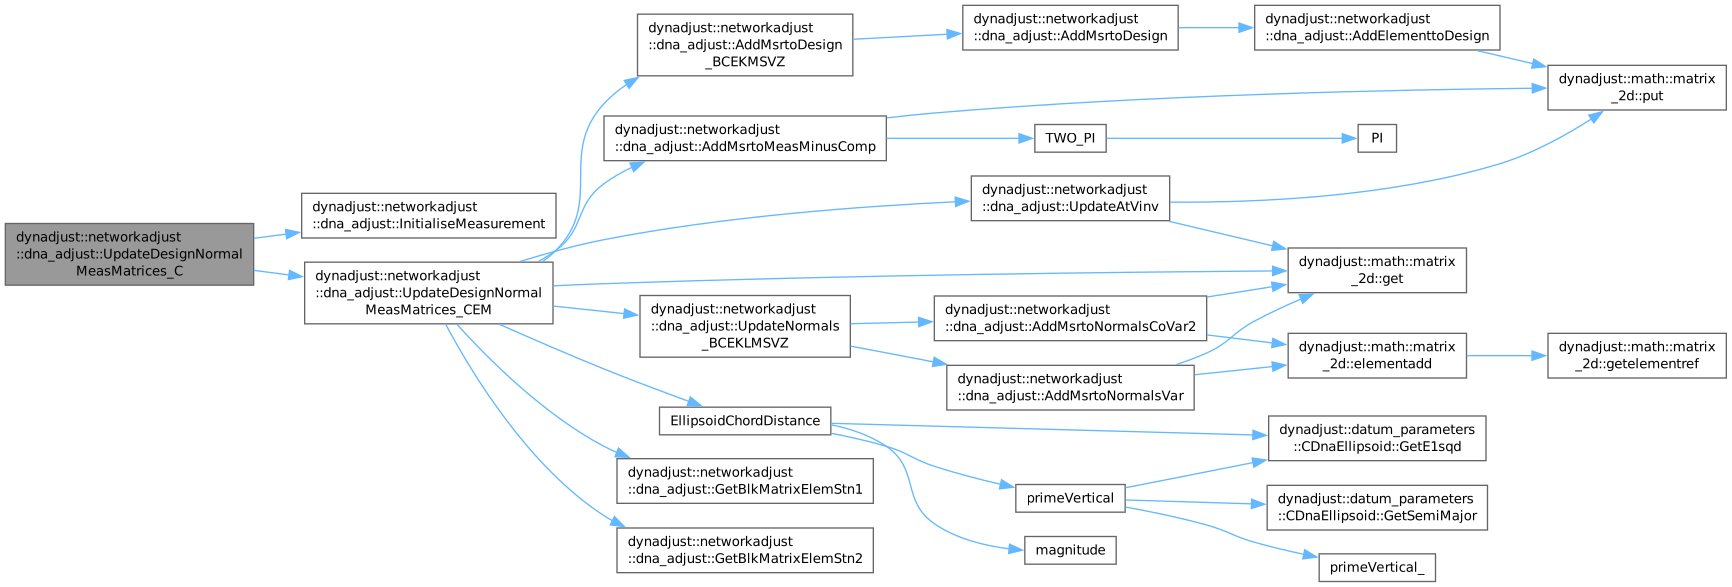 dynadjust::networkadjust
::dna_adjust::UpdateDesignNormal
MeasMatrices_C
dynadjust::networkadjust
::dna_adjust::InitialiseMeasurement
dynadjust::networkadjust
::dna_adjust::UpdateDesignNormal
MeasMatrices_CEM
dynadjust::networkadjust
::dna_adjust::AddMsrtoDesign
_BCEKMSVZ
dynadjust::networkadjust
::dna_adjust::AddMsrtoDesign
dynadjust::networkadjust
::dna_adjust::AddElementtoDesign
dynadjust::math::matrix
_2d::put
dynadjust::networkadjust
::dna_adjust::AddMsrtoMeasMinusComp
TWO_PI
PI
dynadjust::networkadjust
::dna_adjust::UpdateAtVinv
dynadjust::math::matrix
_2d::get
dynadjust::networkadjust
::dna_adjust::UpdateNormals
_BCEKLMSVZ
dynadjust::networkadjust
::dna_adjust::AddMsrtoNormalsCoVar2
dynadjust::math::matrix
_2d::elementadd
dynadjust::math::matrix
_2d::getelementref
dynadjust::networkadjust
::dna_adjust::AddMsrtoNormalsVar
EllipsoidChordDistance
dynadjust::datum_parameters
::CDnaEllipsoid::GetE1sqd
dynadjust::networkadjust
::dna_adjust::GetBlkMatrixElemStn1
primeVertical
dynadjust::datum_parameters
::CDnaEllipsoid::GetSemiMajor
dynadjust::networkadjust
::dna_adjust::GetBlkMatrixElemStn2
magnitude
primeVertical_